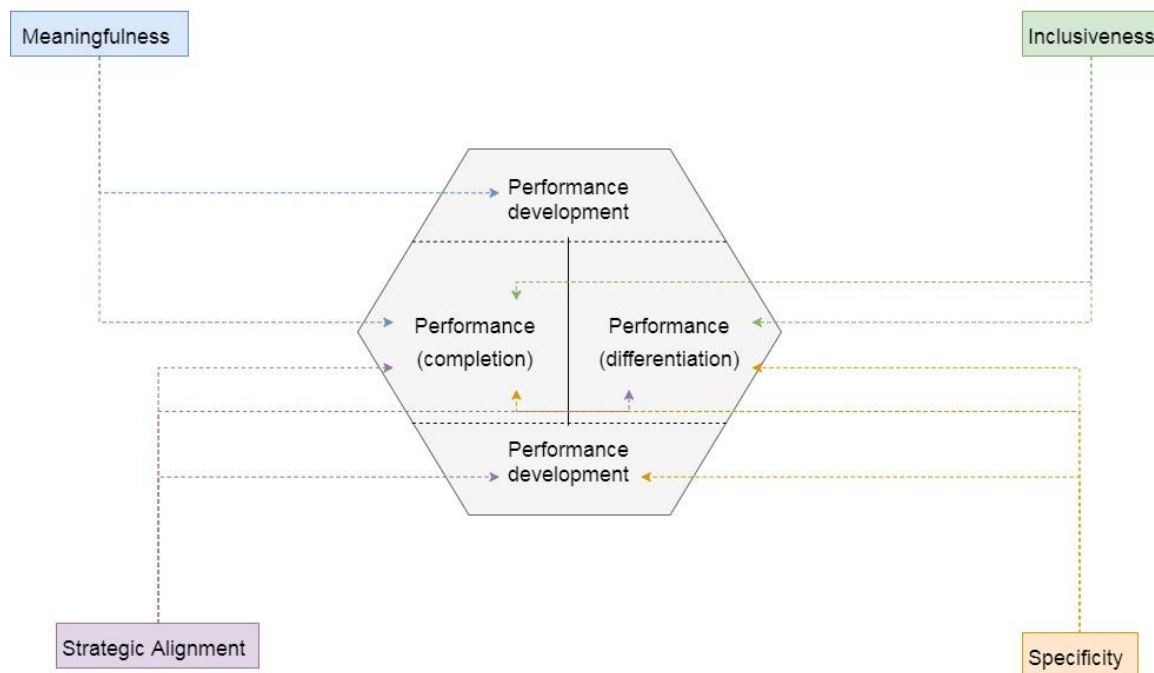 Meaningfulness
Inclusiveness
Performance
development
Performance
(completion)
Performance
(differentiation)
Performance
development
Strategic Alignment
Specificity